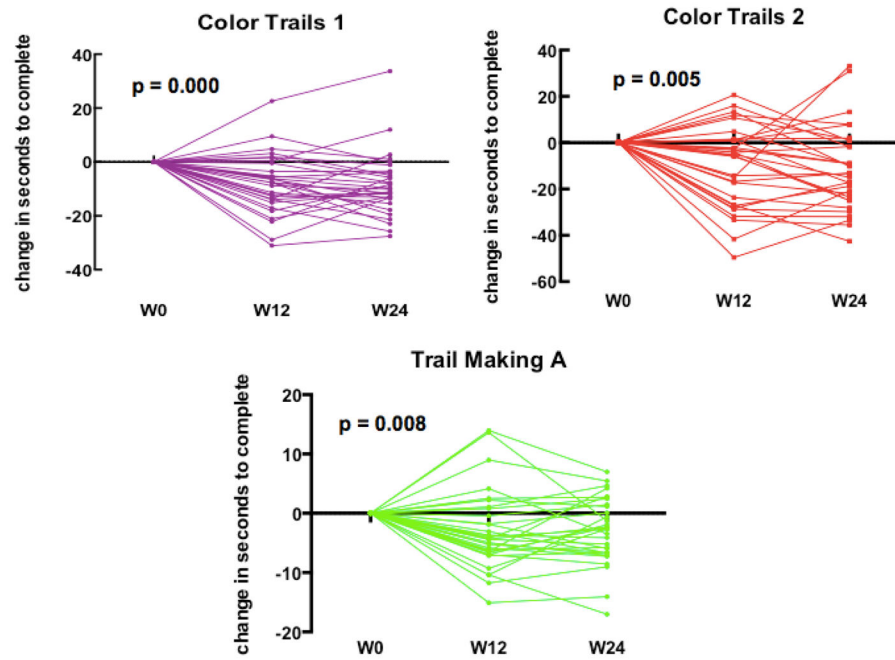 Color Trails 1
change in seconds to complete
40
20
0
-20
-40
p = 0.000
W0 W12 W24
Color Trails 2
change in seconds to complete
40
20
0
-20
-40
-60
p = 0.005
W0 W12 W24
Trail Making A
change in seconds to complete
20
10
0
-10
-20
p = 0.008
W0 W12 W24